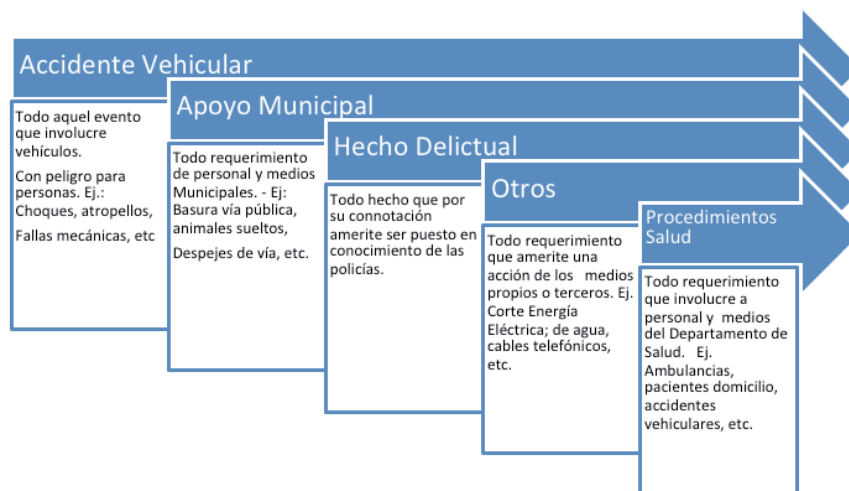 Accidente Vehicular
Todo aquel evento
que involucre
vehículos.
Con peligro para
personas. Ej.:
Choques, atropellos,
Fallas mecánicas, etc
Apoyo Municipal
Todo requerimiento
de personal y medios
Municipales. - Ej:
Basura vía pública,
animales sueltos,
Despejes de vía, etc.
Hecho Delictual
Todo hecho que por
su connotación
amerite ser puesto en
conocimiento de las
policías.
Otros
Todo requerimiento
que amerite una
acción de los medios
propios o terceros. Ej.
Corte Energía
Eléctrica; de agua,
cables telefónicos,
etc.
Procedimientos
Salud
Todo requerimiento
que involucre a
personal y medios
del Departamento de
Salud. Ej.
Ambulancias,
pacientes domicilio,
accidentes
vehiculares, etc.